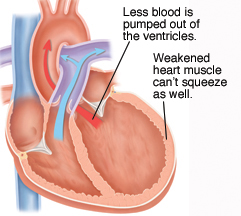 Less blood is
pumped out of
the ventricles.
Weakened
heart muscle
can't squeeze
as well.